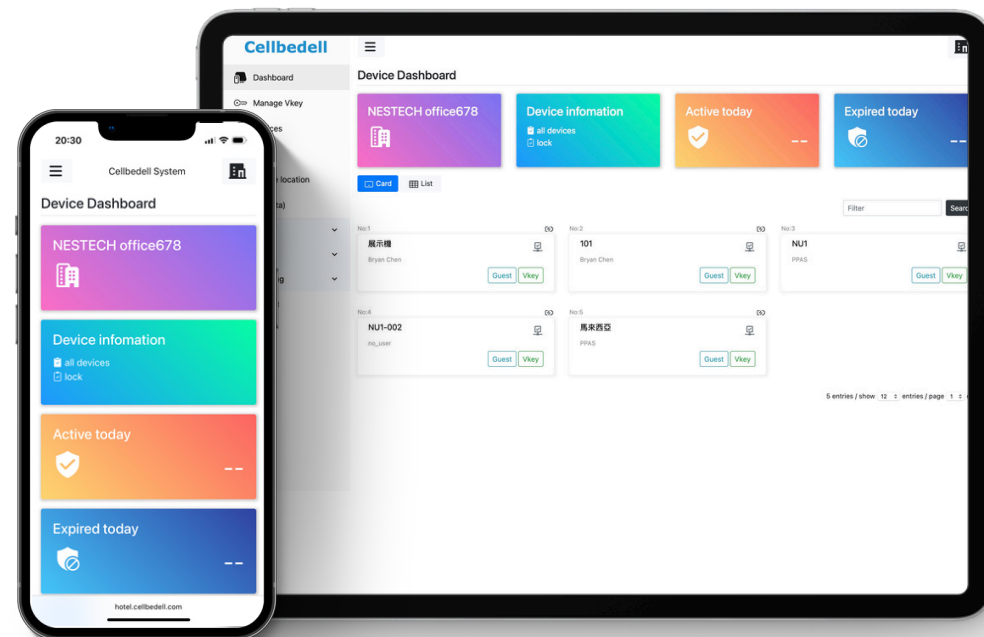 20:30
Cellbedell System
Device Dashboard
NESTECH office678
Device infomation
all devices
lock
Active today
--
Expired today
--
hotel.cellbedell.com
Cellbedell
Dashboard
Manage Vkey
location
Device Dashboard
NESTECH office678
Device infomation
all devices
lock
Active today
--
Expired today
--
Card
List
Filter
No:1
展示機
Bryan Chen
Guest
Vkey
No:2
101
Bryan Chen
Guest
Vkey
No:3
NU1
PPAS
Guest
Vkey
No:4
NU1-002
no_user
Guest
Vkey
No:5
馬來西亞
PPAS
Guest
Vkey
5 entries / show 12 entries / page 1